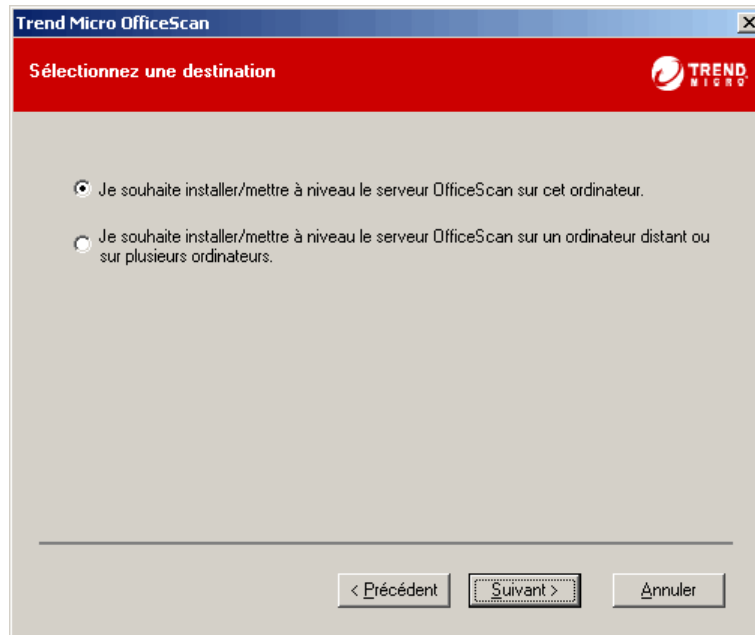 Trend Micro OfficeScan
Sélectionnez une destination
TREND
MICRO
Je souhaite installer/mettre à niveau le serveur OfficeScan sur cet ordinateur.
Je souhaite installer/mettre à niveau le serveur OfficeScan sur un ordinateur distant ou
sur plusieurs ordinateurs.
< Précédent
Suivant >
Annuler